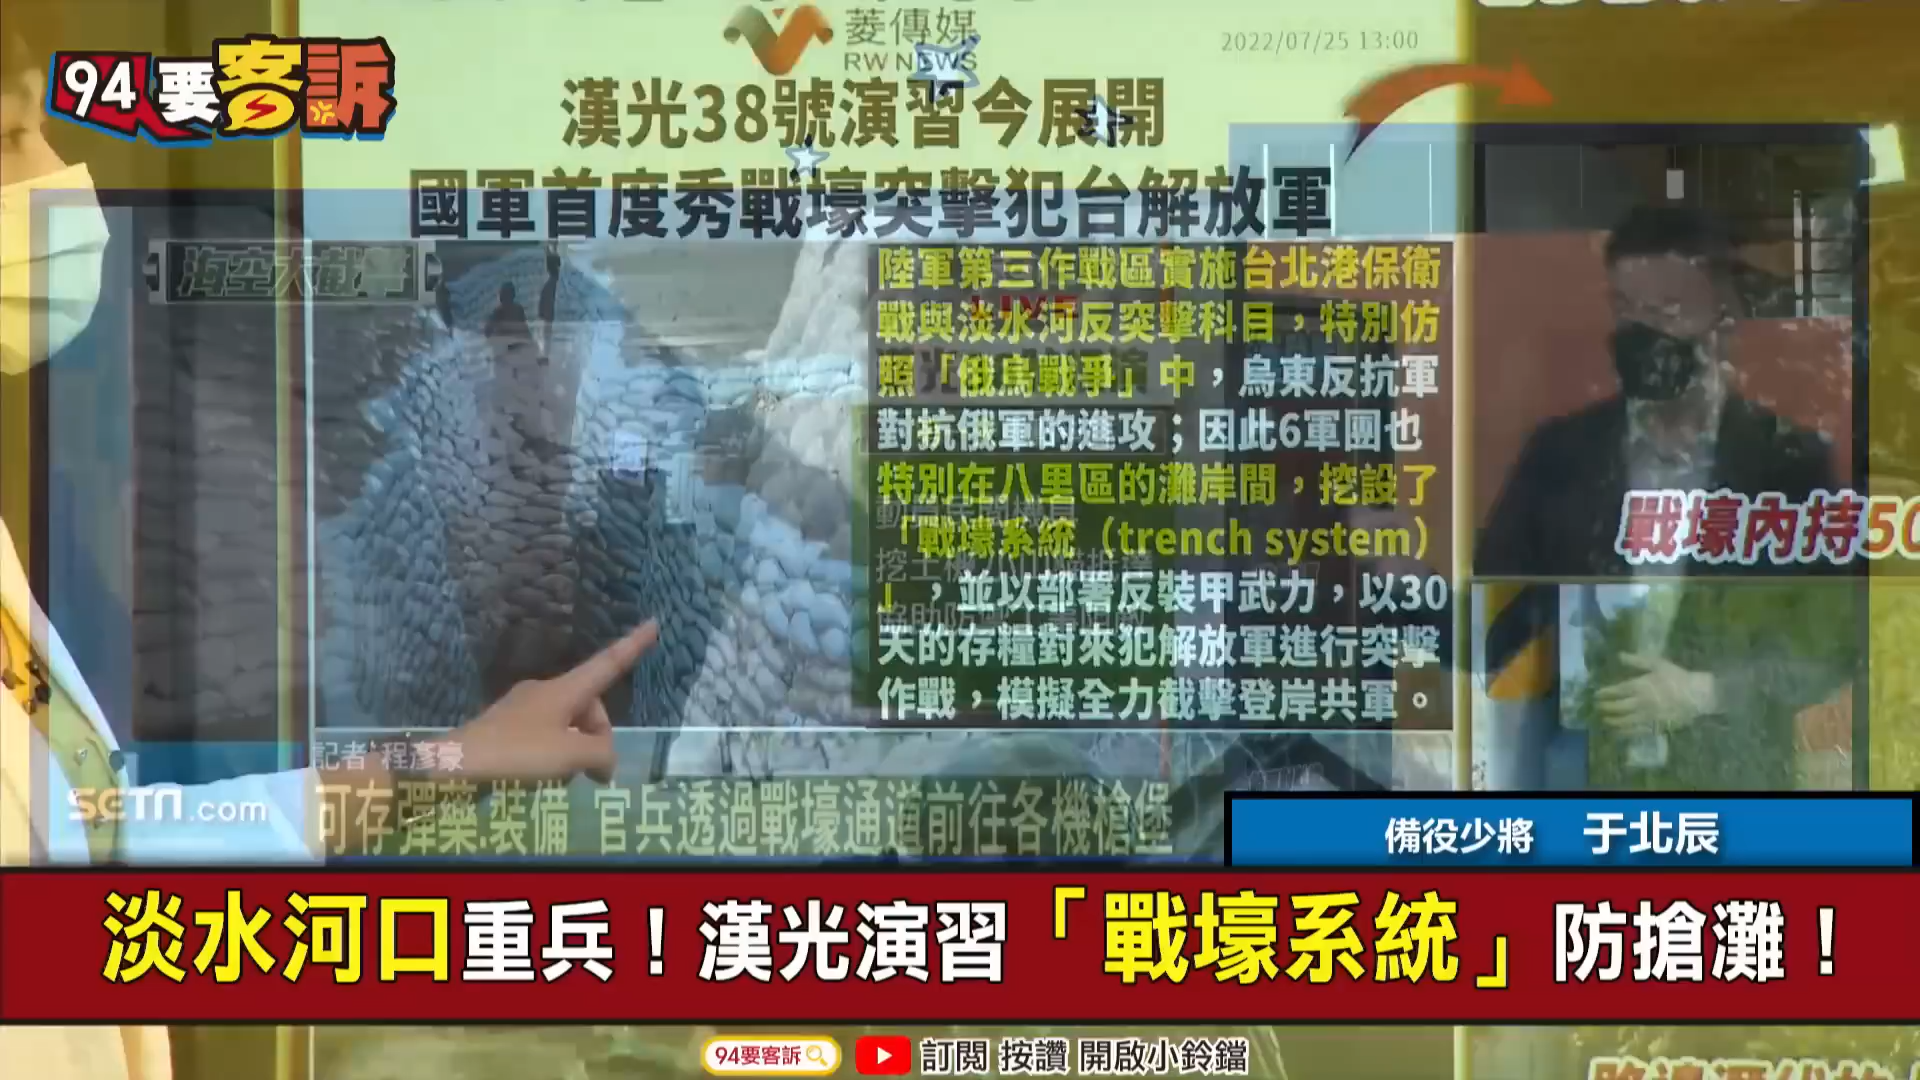 94要客訴
菱傳媒
RW NEWS
2022/07/25 13:00
漢光38號演習今展開
國軍首度秀戰壕突擊犯台解放軍
海空大截擊
陸軍第三作戰區實施台北港保衛
戰與淡水河反突擊科目，特別仿
照「俄烏戰爭」中，烏東反抗軍
對抗俄軍的進攻；因此6軍團也
特別在八里區的灘岸間，挖設了
「戰壕系統（trench system）
」，並以部署反裝甲武力，以30
天的存糧對來犯解放軍進行突擊
作戰，模擬全力截擊登岸共軍。
LIVE
戰壕內持50
記者 程彥豪
SETN.com
可存彈藥.裝備 官兵透過戰壕通道前往各機槍堡
備役少將 于北辰
淡水河口重兵！漢光演習「戰壕系統」防搶灘！
94要客訴
訂閱 按讚 開啟小鈴鐺